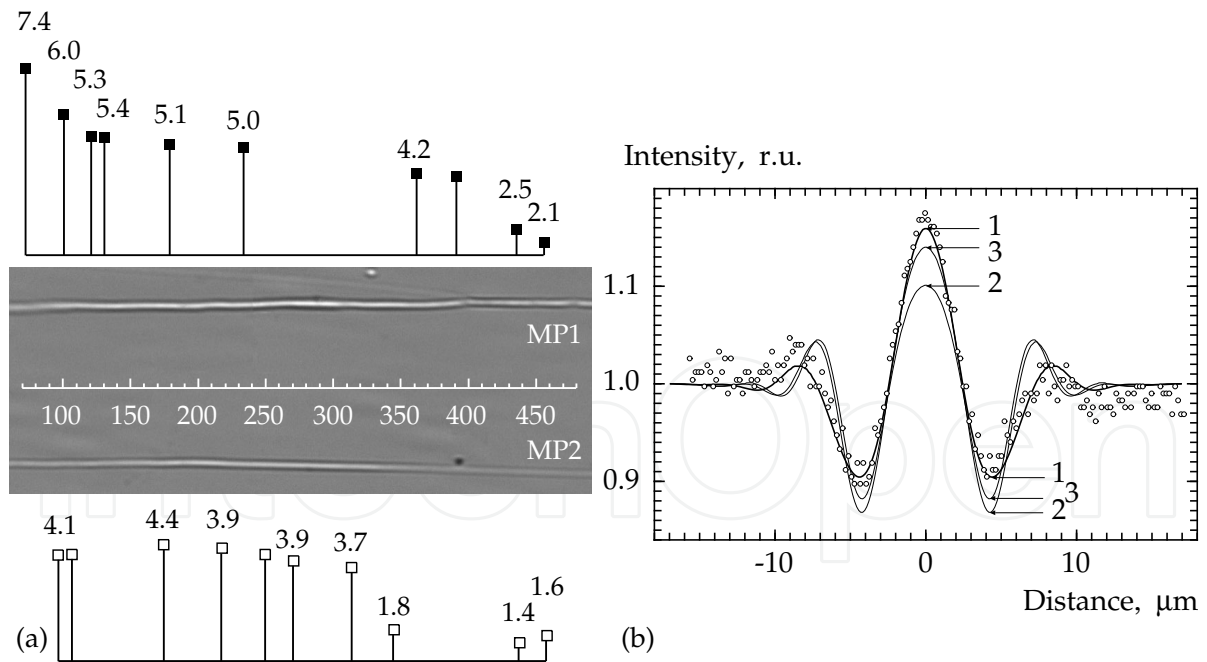 7.4
6.0
5.3
5.4
5.1
5.0
4.2
2.5
2.1
MP1
100 150 200 250 300 350 400 450
MP2
4.1
4.4
3.9
3.9
3.7
1.8
1.4
1.6
(a)
Intensity, r.u.
1.1
1.0
0.9
1
3
2
1
3
2
-10 0 10
Distance, μm
(b)
InTechOpen